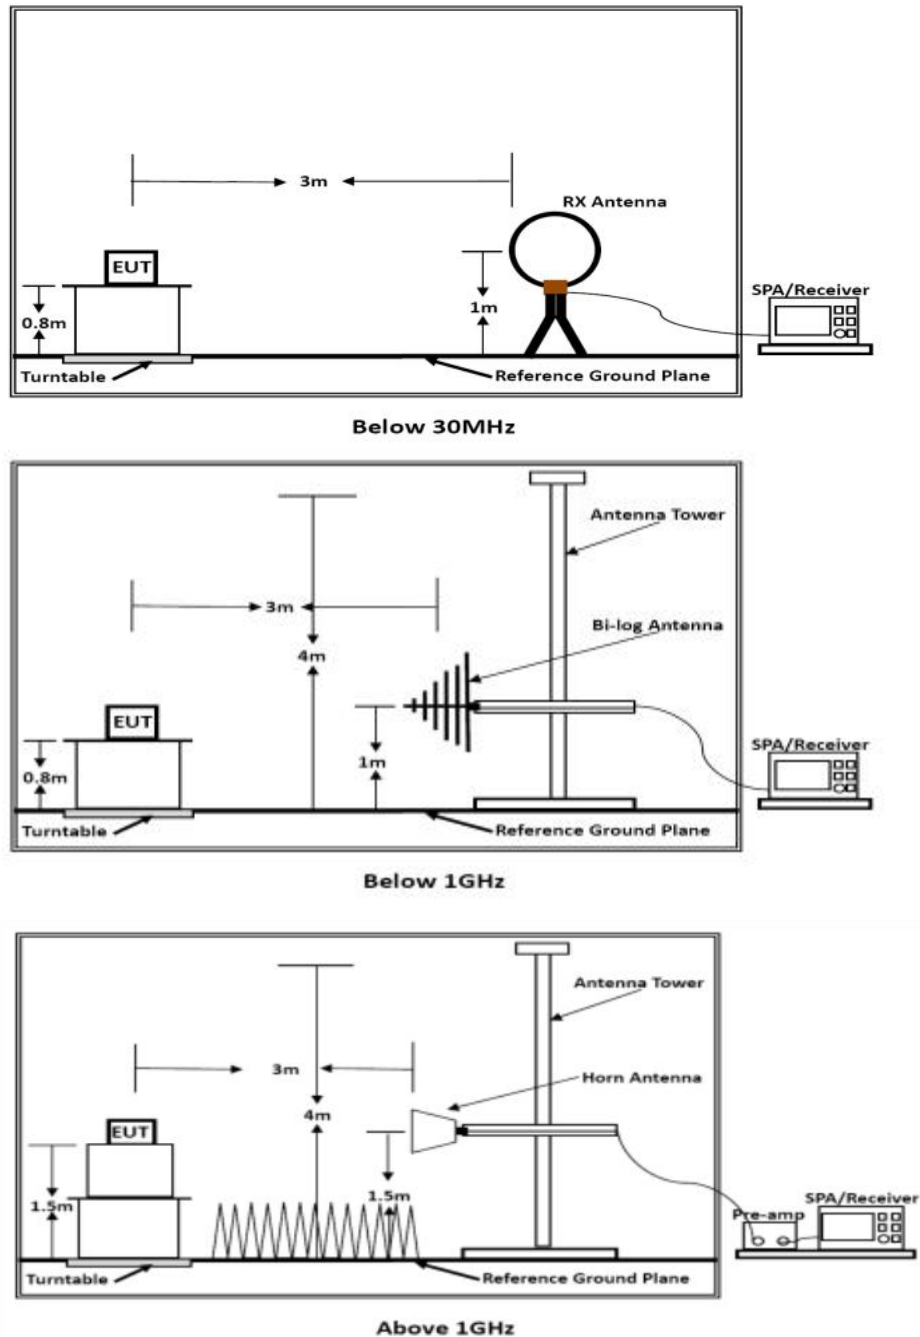 3m
RX Antenna
EUT
SPA/Receiver
0.8m
1m
Turntable
Reference Ground Plane
Below 30MHz
Antenna Tower
3m
Bi-log Antenna
4m
EUT
SPA/Receiver
0.8m
1m
Turntable
Reference Ground Plane
Below 1GHz
Antenna Tower
3m
Horn Antenna
4m
EUT
1.5m
1.5m
SPA/Receiver
Pre-amp
Turntable
Reference Ground Plane
Above 1GHz